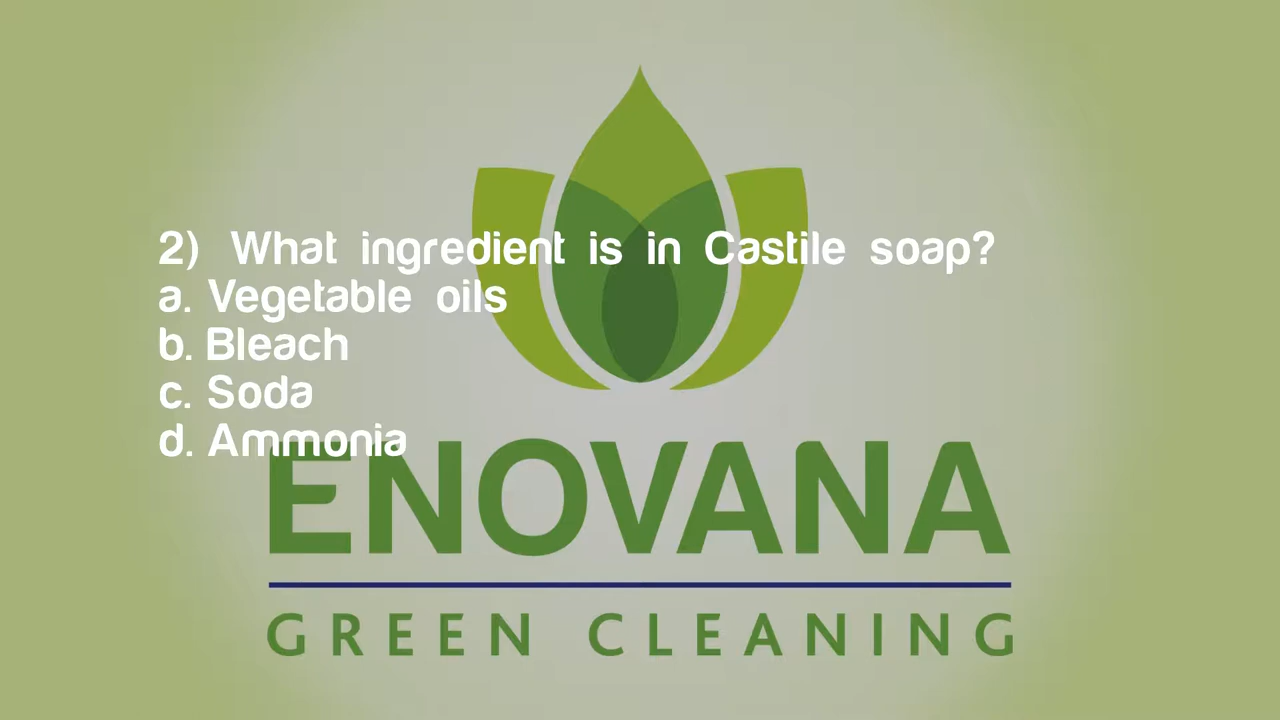 2) What ingredient is in Castile soap?
a. Vegetable oils
b. Bleach
c. Soda
d. Ammonia
ENOVANA
GREEN CLEANING